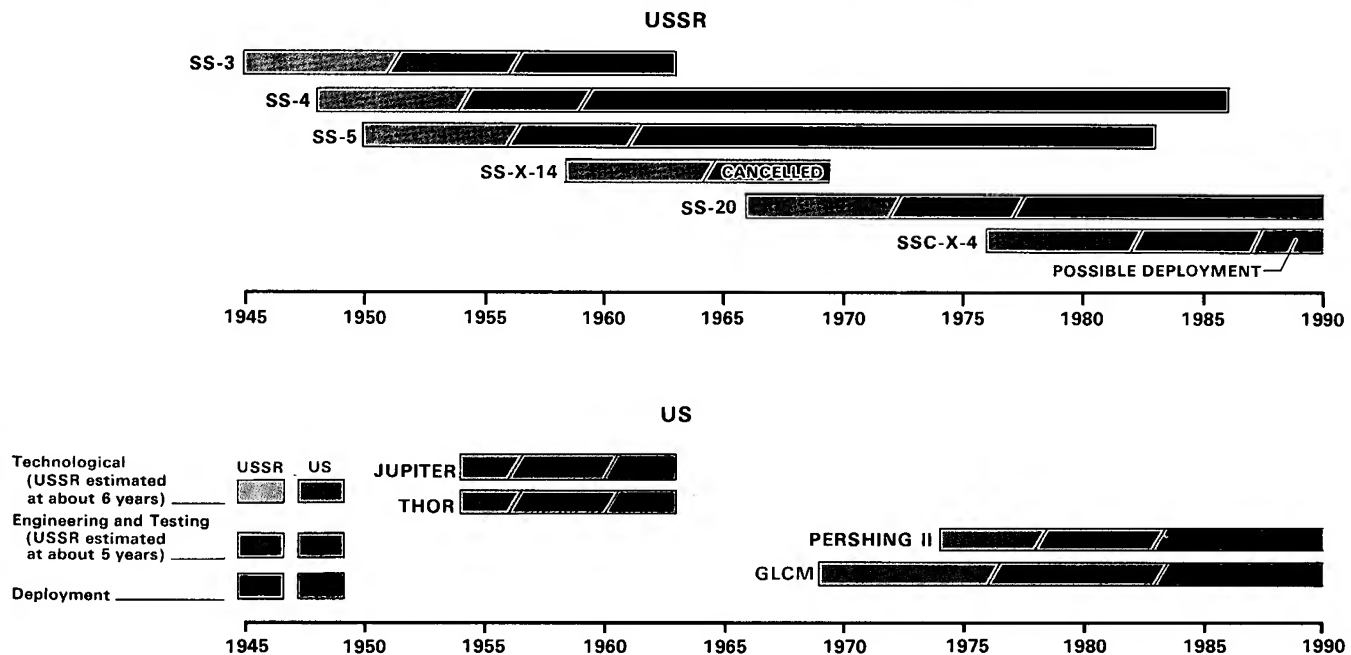 USSR
SS-3
SS-4
SS-5
SS-X-14
CANCELLED
SS-20
SSC-X-4
POSSIBLE DEPLOYMENT
1945 1950 1955 1960 1965 1970 1975 1980 1985 1990
US
Technological
(USSR estimated
at about 6 years)
USSR US
Engineering and Testing
(USSR estimated
at about 5 years)
Deployment
JUPITER
THOR
PERSHING II
GLCM
1945 1950 1955 1960 1965 1970 1975 1980 1985 1990